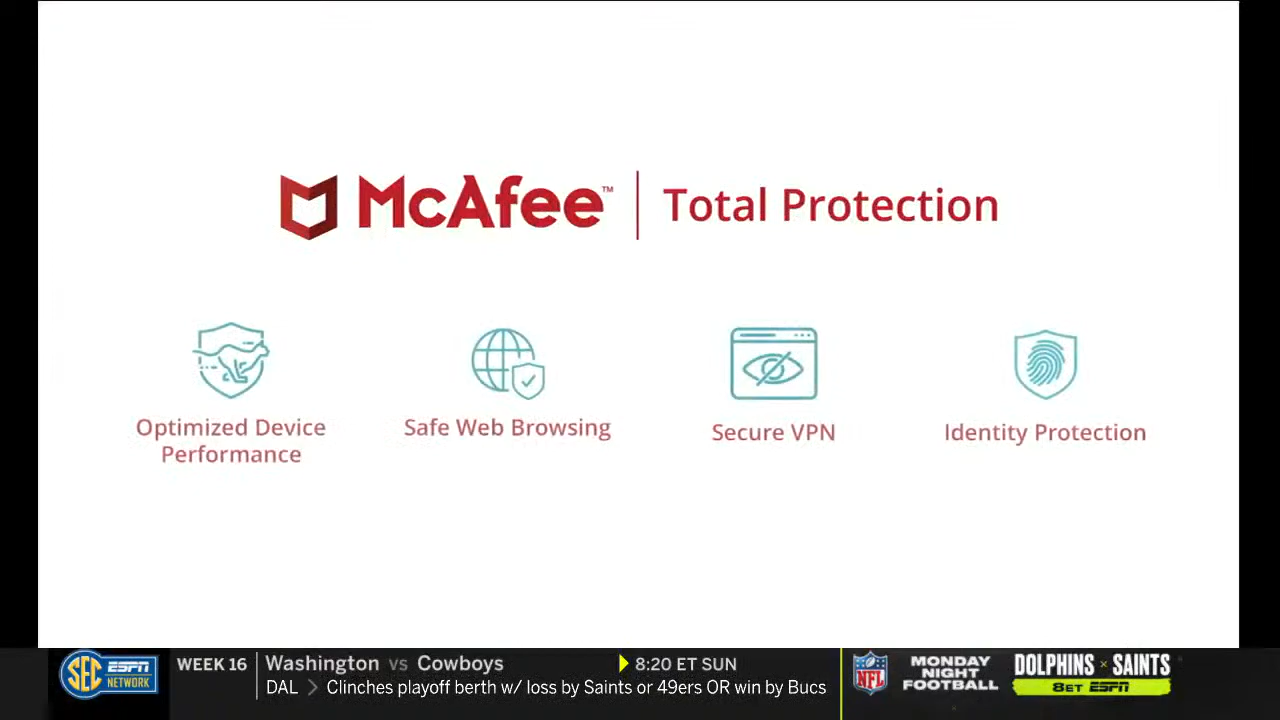 McAfee™ | Total Protection
Optimized Device
Performance
Safe Web Browsing
Secure VPN
Identity Protection
SEC ESPN
NETWORK
WEEK 16
Washington vs Cowboys
8:20 ET SUN
DAL > Clinches playoff berth w/ loss by Saints or 49ers OR win by Bucs
NFL
MONDAY
NIGHT
FOOTBALL
DOLPHINS × SAINTS
8ET ESPN